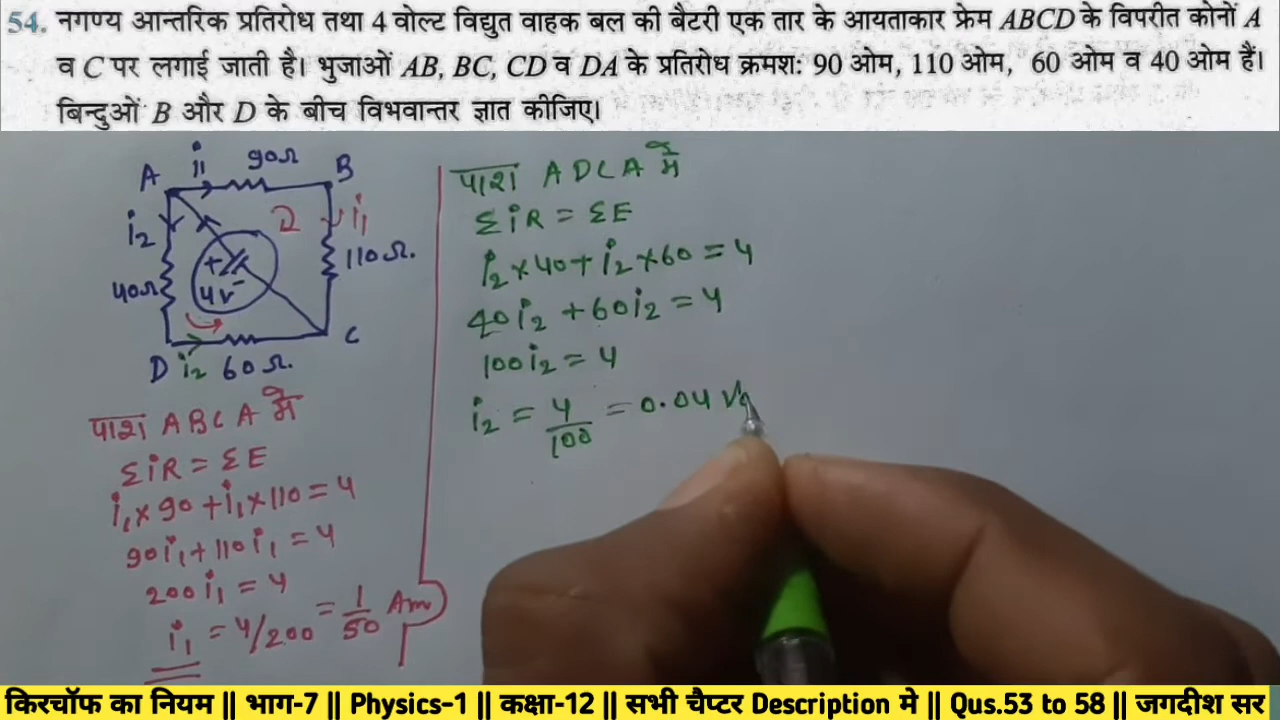 54. नगण्य आन्तरिक प्रतिरोध तथा 4 वोल्ट विद्युत वाहक बल की बैटरी एक तार के आयताकार फ्रेम ABCD के विपरीत कोनों A
व C पर लगाई जाती है। भुजाओं AB, BC, CD व DA के प्रतिरोध क्रमश: 90 ओम, 110 ओम, 60 ओम व 40 ओम हैं।
बिन्दुओं B और D के बीच विभवान्तर ज्ञात कीजिए।
A i1 90Ω B
i2 i1
40Ω + 4V - 110Ω.
D i2 60Ω. C
पाश ABCA में
ΣiR = ΣE
i1×90+i1×110=4
90i1+110i1=4
200i1=4
i1 = 4/200 = 1/50 Am
पाश ADCA में
ΣiR = ΣE
i2×40+i2×60=4
40i2+60i2=4
100i2=4
i2 = 4/100 = 0.04
किरचॉफ का नियम || भाग-7 || Physics-1 || कक्षा-12 || सभी चैप्टर Description मे || Qus.53 to 58 || जगदीश सर